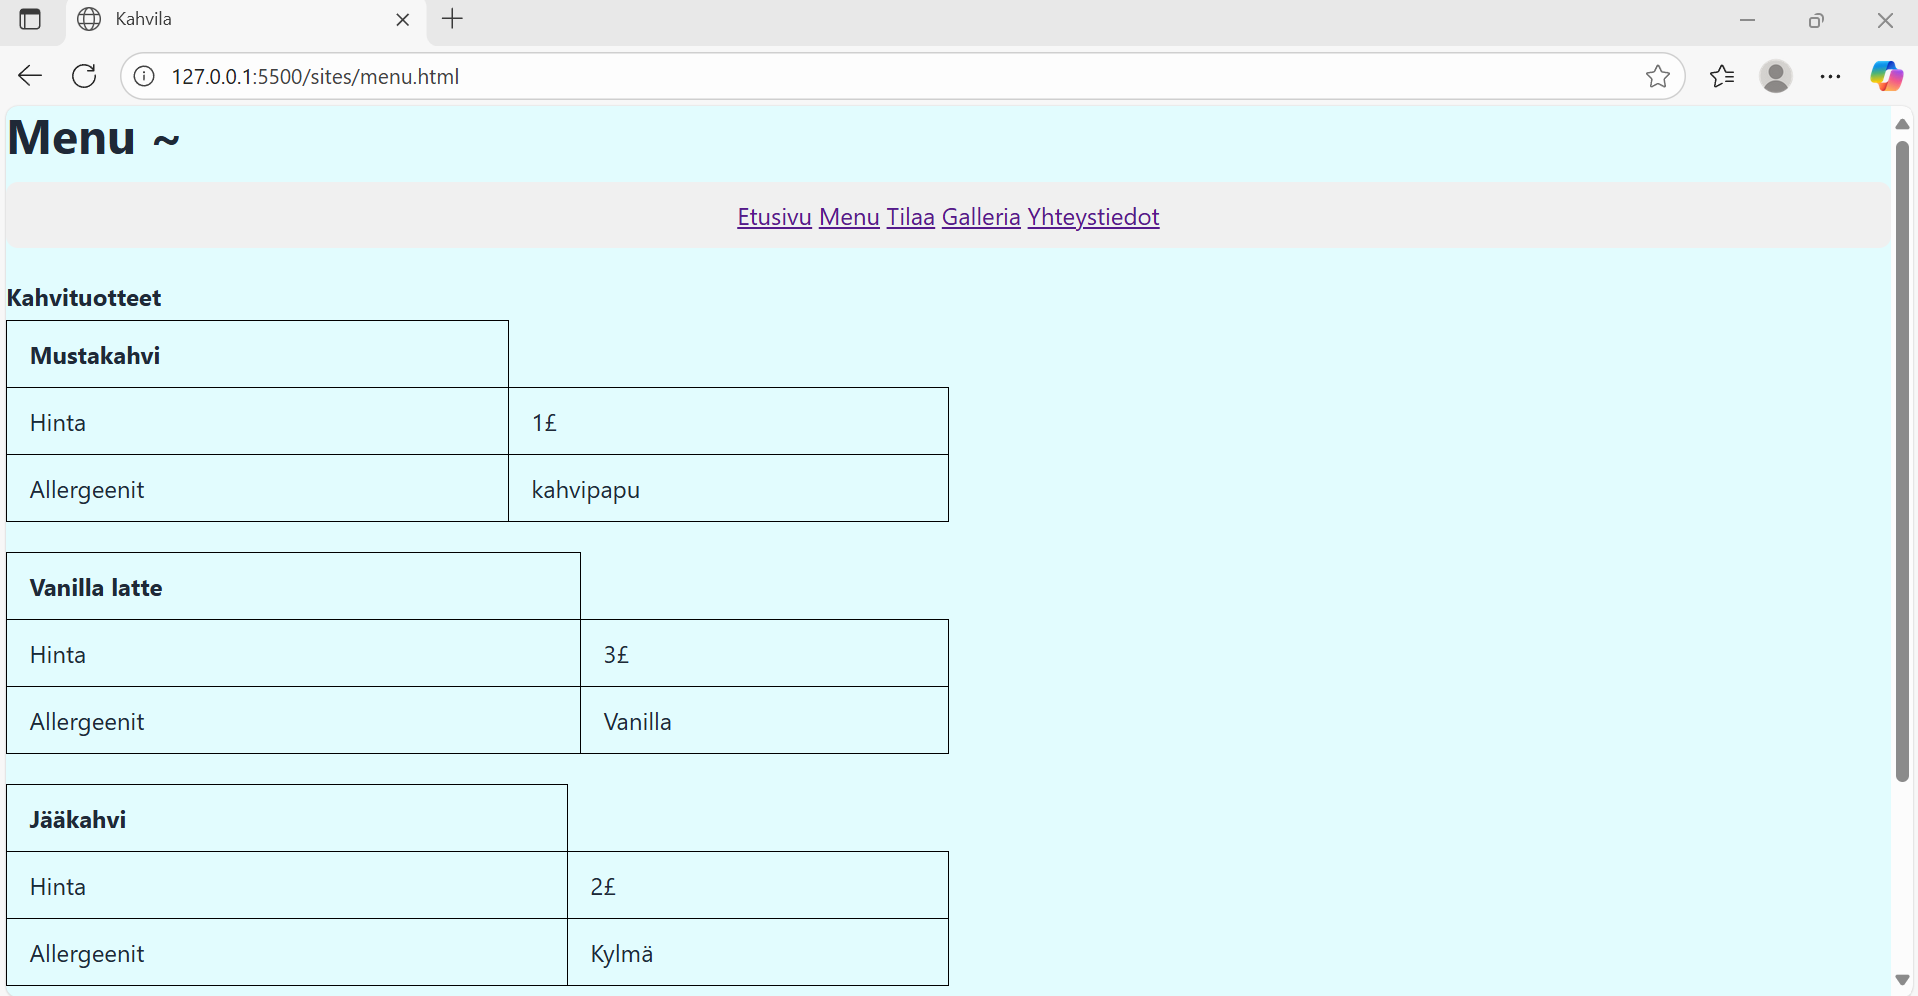 Kahvila
127.0.0.1:5500/sites/menu.html
Menu ~
Etusivu Menu Tilaa Galleria Yhteystiedot
Kahvituotteet
Mustakahvi
Hinta 1£
Allergeenit kahvipapu
Vanilla latte
Hinta 3£
Allergeenit Vanilla
Jääkahvi
Hinta 2£
Allergeenit Kylmä